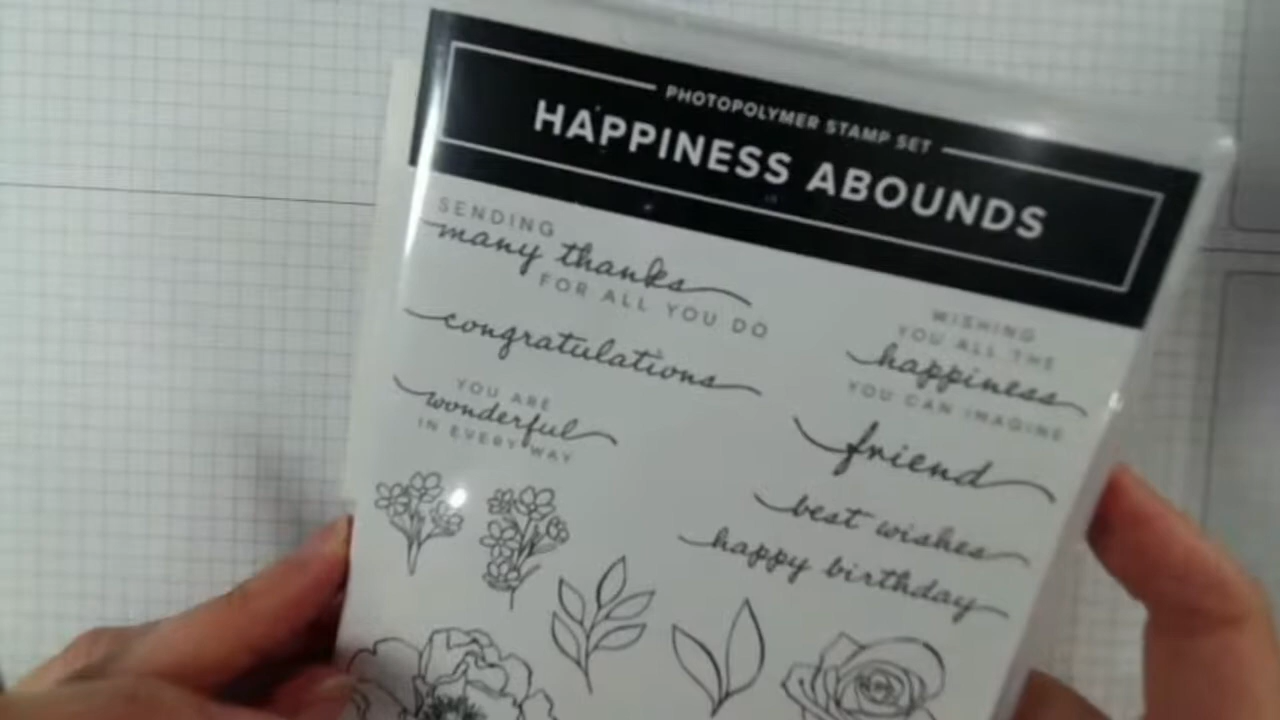 PHOTOPOLYMER STAMP SET
HAPPINESS ABOUNDS
SENDING
many thanks
FOR ALL YOU DO
congratulations
YOU ARE
wonderful
IN EVERY WAY
WISHING
YOU ALL THE
happiness
YOU CAN IMAGINE
friend
best wishes
happy birthday